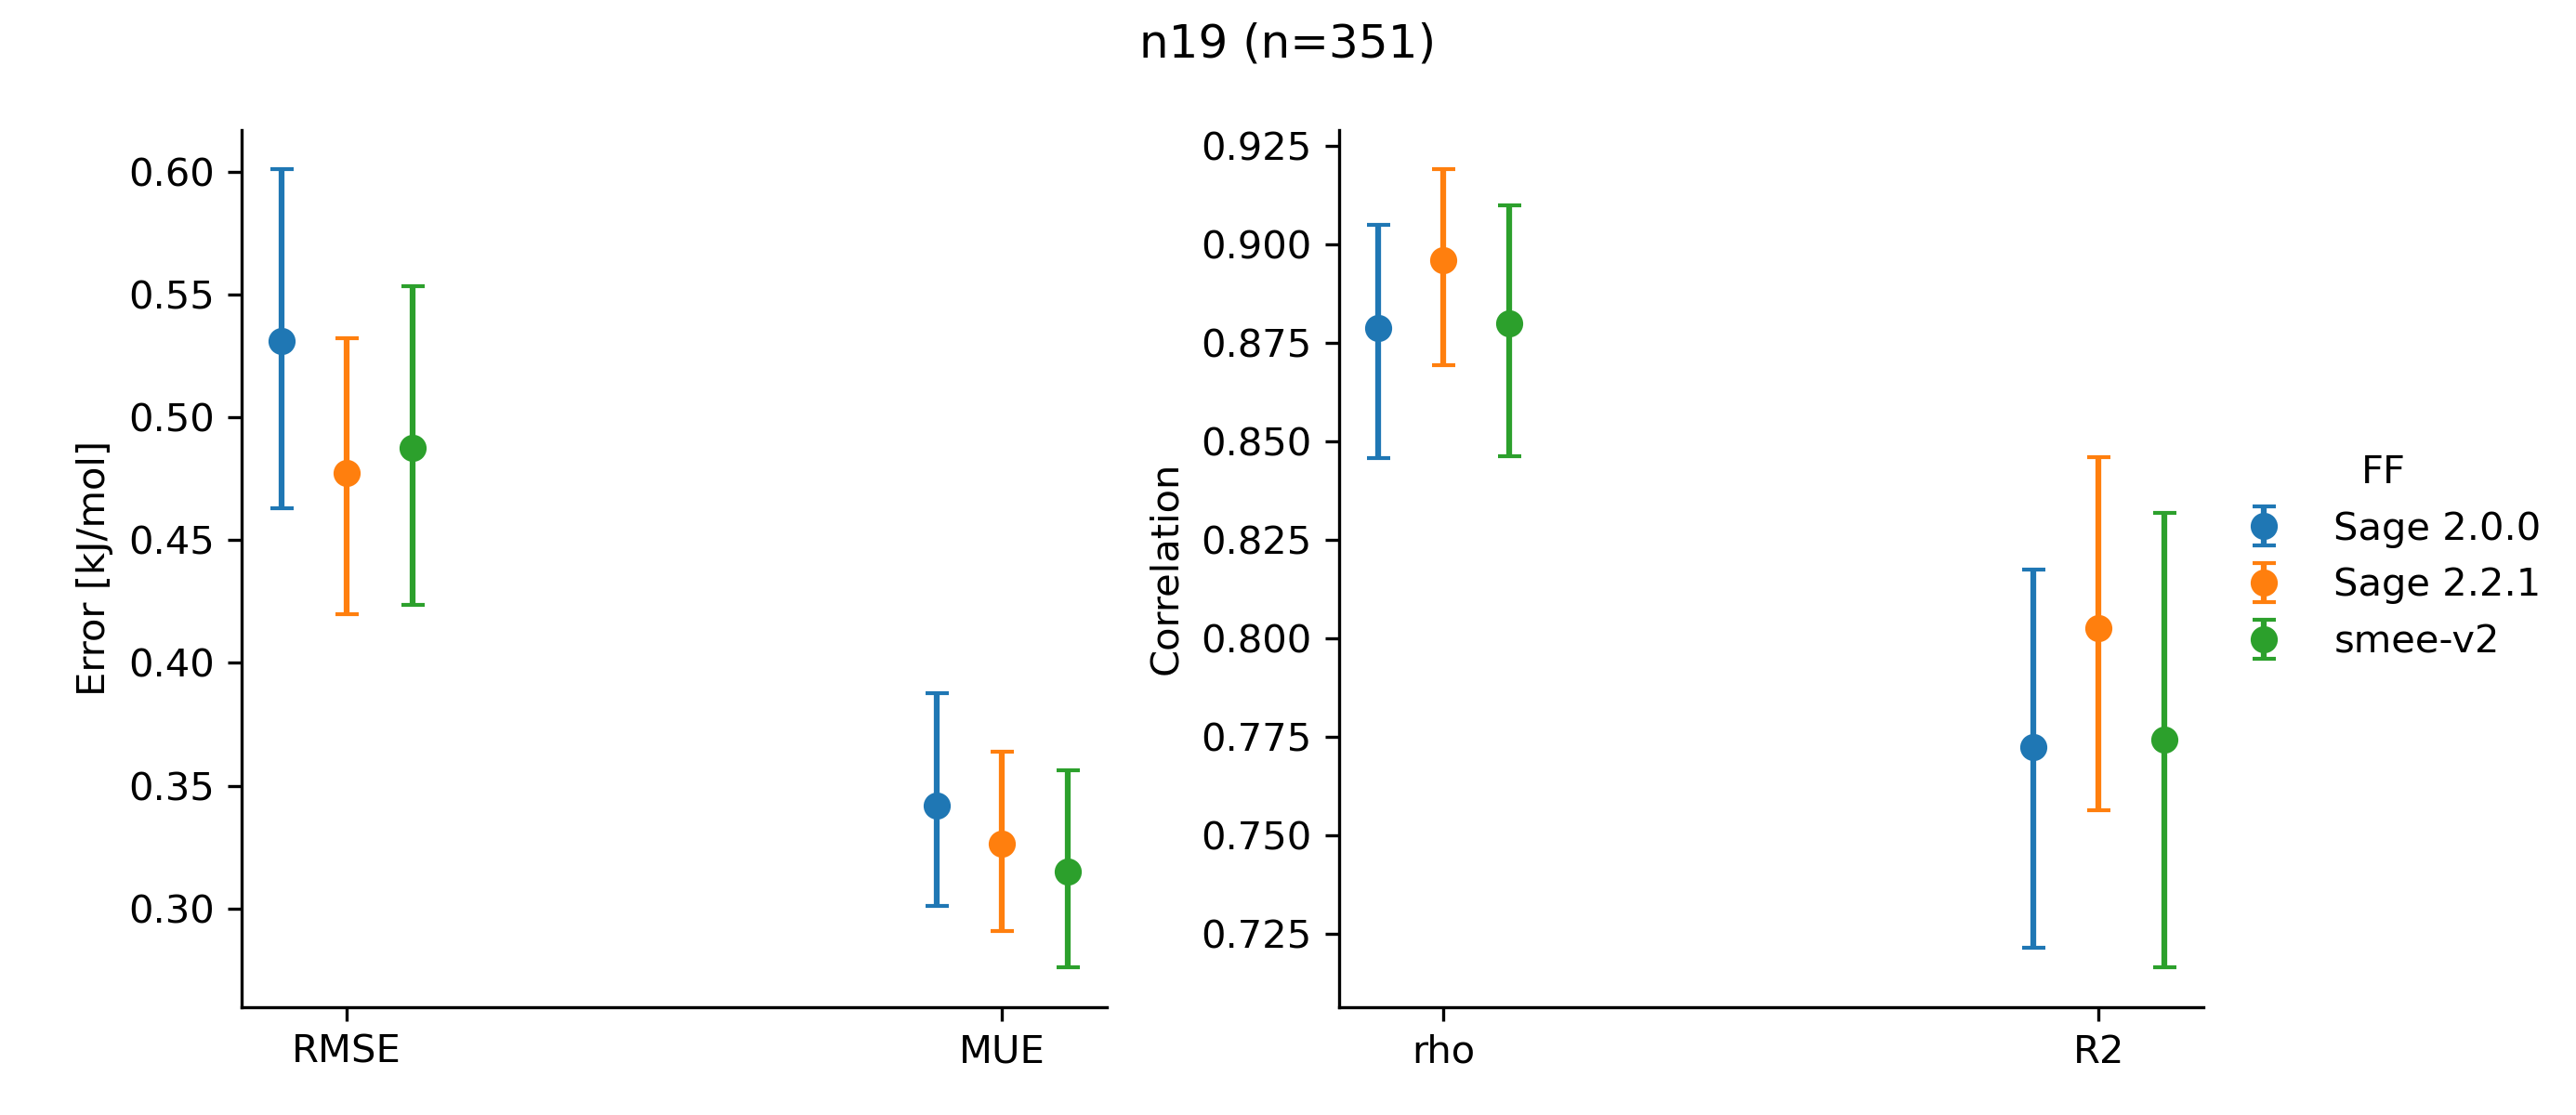 n19 (n=351)
Error [kJ/mol]
0.60
0.55
0.50
0.45
0.40
0.35
0.30
RMSE
MUE
Correlation
0.925
0.900
0.875
0.850
0.825
0.800
0.775
0.750
0.725
rho
R2
FF
Sage 2.0.0
Sage 2.2.1
smee-v2